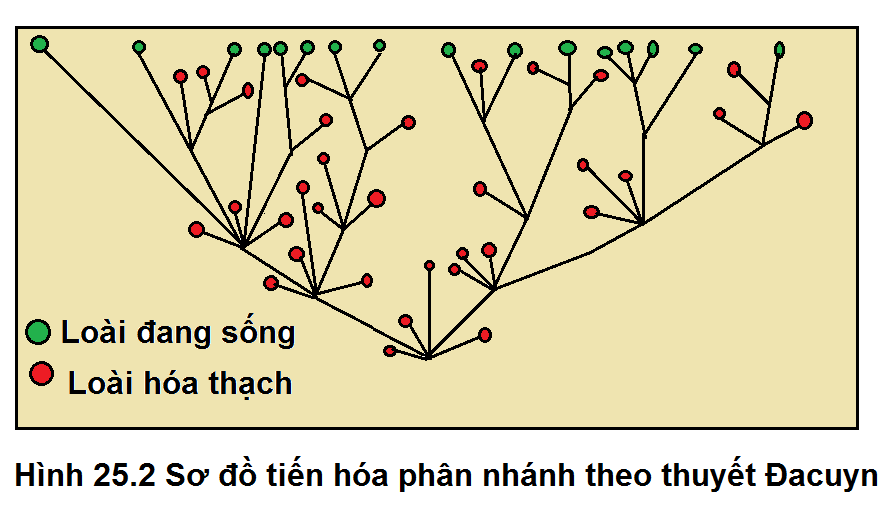 Loài đang sống
Loài hóa thạch
Hình 25.2 Sơ đồ tiến hóa phân nhánh theo thuyết Đacuyn